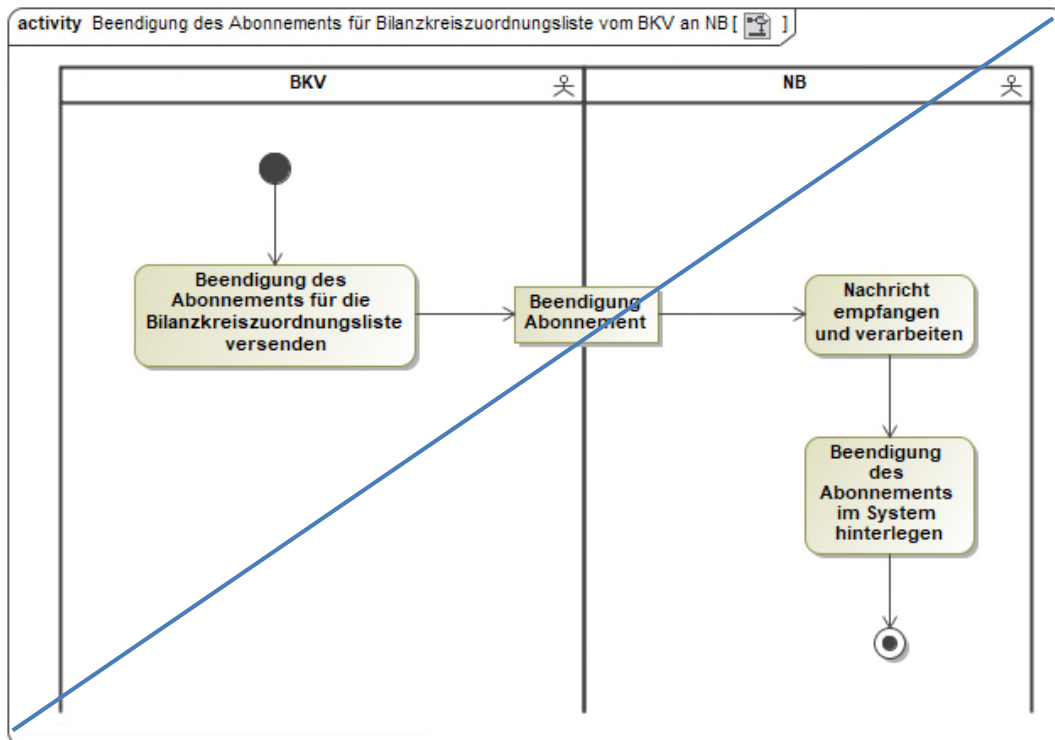 activity Beendigung des Abonnements für Bilanzkreiszuordnungsliste vom BKV an NB [ ]
BKV
NB
Beendigung des
Abonnements für die
Bilanzkreiszuordnungsliste
versenden
Beendigung
Abonnement
Nachricht
empfangen
und verarbeiten
Beendigung
des
Abonnements
im System
hinterlegen